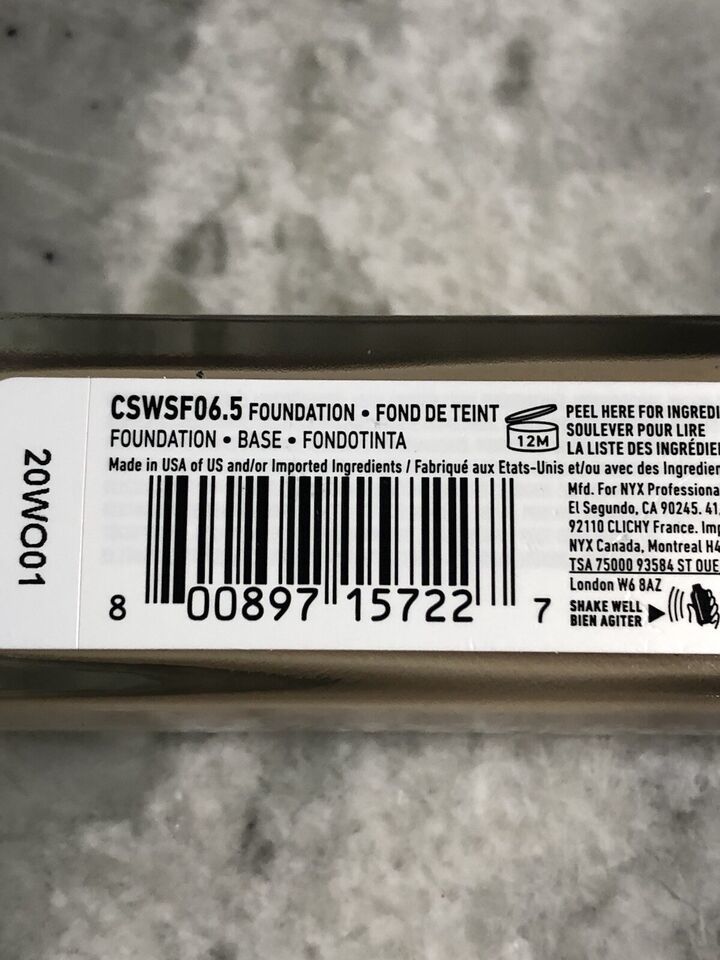 20W001
CSWSF06.5 FOUNDATION • FOND DE TEINT
FOUNDATION • BASE • FONDOTINTA
12M
PEEL HERE FOR INGREDI
SOULEVER POUR LIRE
LA LISTE DES INGRÉDIE
Made in USA of US and/or Imported Ingredients / Fabriqué aux Etats-Unis et/ou avec des Ingredien
Mfd. For NYX Professiona
El Segundo, CA 90245. 41,
92110 CLICHY France. Imp
NYX Canada, Montreal H4
TSA 75000 93584 ST OUE
London W6 8AZ
SHAKE WELL
BIEN AGITER
8 00897 15722 7